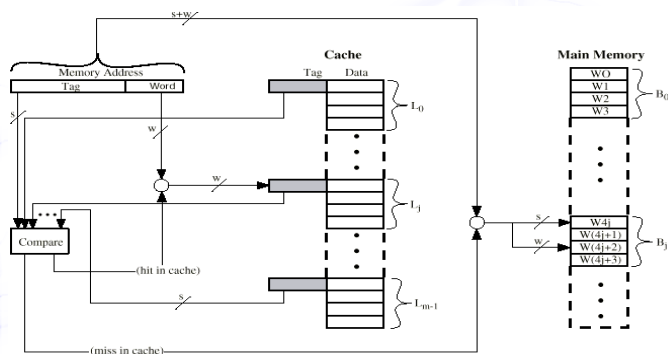 s+w
Cache
Main Memory
Memory Address
Tag Word
Tag Data
W0
W1
W2
W3
B0
L0
s
w
w
Lj
s
W4j
W(4j+1)
W(4j+2)
W(4j+3)
Bj
w
Compare
(hit in cache)
s
Lm-1
(miss in cache)